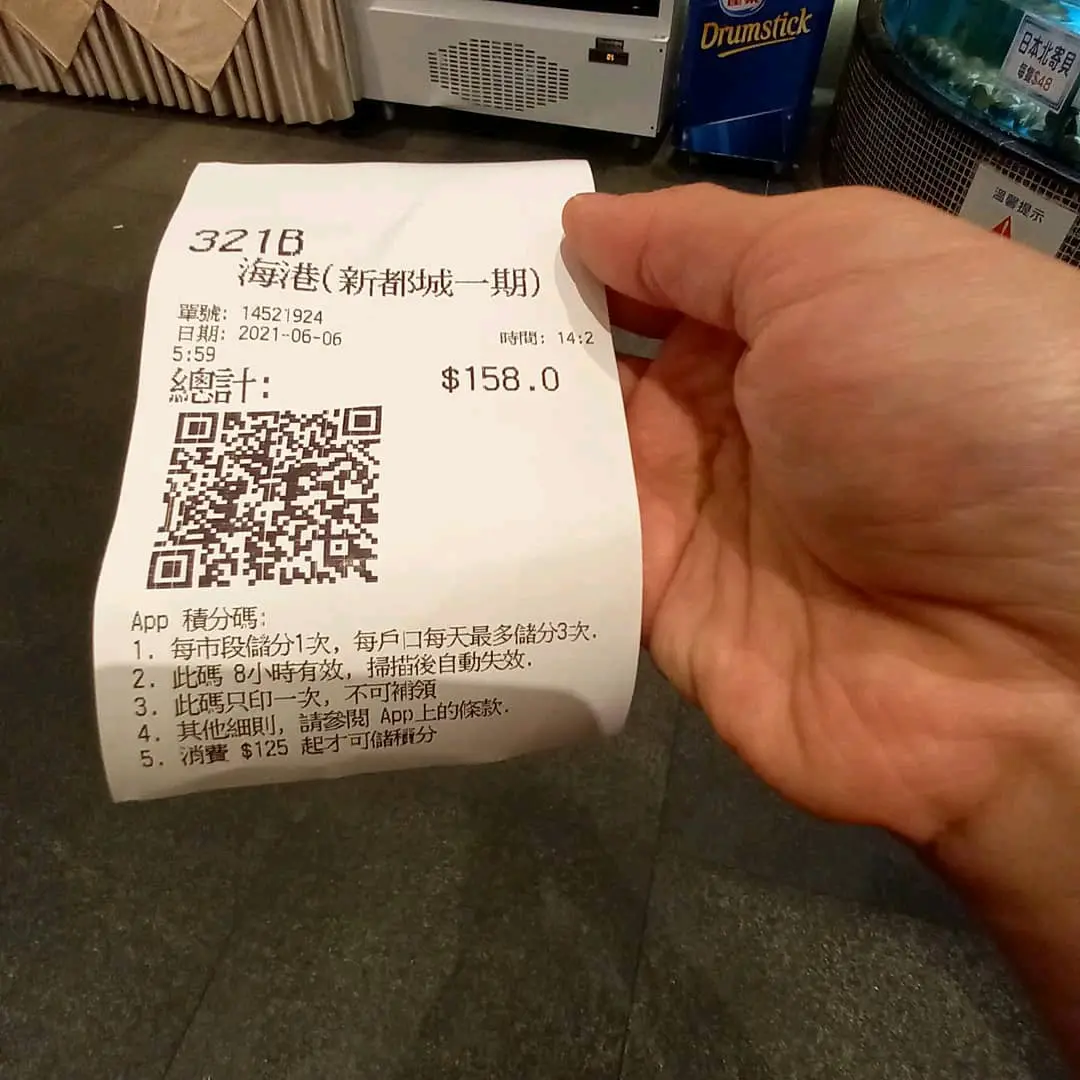 Drumstick
日本北寄貝
每隻$48
溫馨提示
321B
海港(新都城一期)
單號: 14521924
日期: 2021-06-06 時間: 14:2
5:59
總計: $158.0
App 積分碼:
1. 每市段儲分1次, 每戶口每天最多儲分3次.
2. 此碼 8小時有效, 掃描後自動失效.
3. 此碼只印一次, 不可補領
4. 其他細則, 請參閱 App上的條款.
5. 消費 $125 起才可儲積分